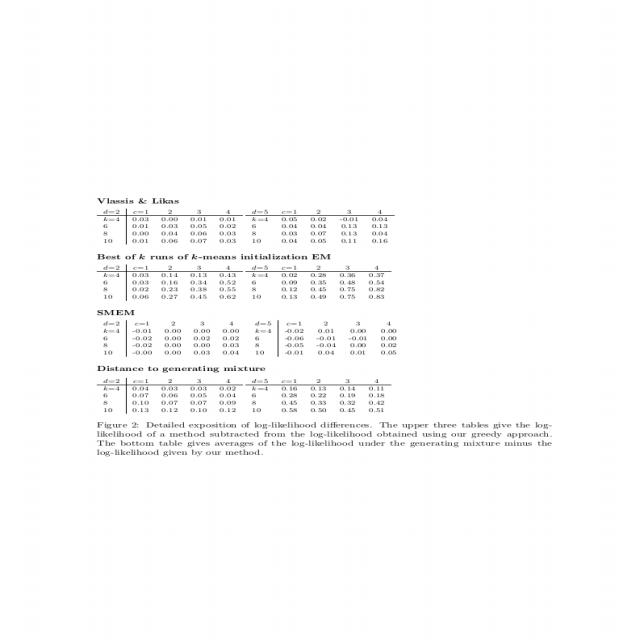 Vlassis & Likas
d=2 c=1 2 3 4 d=5 c=1 2 3 4
k=4 0.03 0.00 0.01 0.01 k=4 0.05 0.02 -0.01 0.04
6 0.01 0.03 0.05 0.02 6 0.04 0.04 0.13 0.13
8 0.00 0.04 0.06 0.03 8 0.03 0.07 0.13 0.04
10 0.01 0.06 0.07 0.03 10 0.04 0.05 0.11 0.16
Best of k runs of k-means initialization EM
d=2 c=1 2 3 4 d=5 c=1 2 3 4
k=4 0.03 0.14 0.13 0.43 k=4 0.02 0.28 0.36 0.37
6 0.03 0.16 0.34 0.52 6 0.09 0.35 0.48 0.54
8 0.02 0.23 0.38 0.55 8 0.12 0.45 0.75 0.82
10 0.06 0.27 0.45 0.62 10 0.13 0.49 0.75 0.83
SMEM
d=2 c=1 2 3 4 d=5 c=1 2 3 4
k=4 -0.01 0.00 0.00 0.00 k=4 -0.02 0.01 0.00 0.00
6 -0.02 0.00 0.02 0.02 6 -0.06 -0.01 -0.01 0.00
8 -0.02 0.00 0.00 0.03 8 -0.05 -0.04 0.00 0.02
10 -0.00 0.00 0.03 0.04 10 -0.01 0.04 0.01 0.05
Distance to generating mixture
d=2 c=1 2 3 4 d=5 c=1 2 3 4
k=4 0.04 0.03 0.03 0.02 k=4 0.16 0.13 0.14 0.11
6 0.07 0.06 0.05 0.04 6 0.28 0.22 0.19 0.18
8 0.10 0.07 0.07 0.09 8 0.45 0.33 0.32 0.42
10 0.13 0.12 0.10 0.12 10 0.58 0.50 0.45 0.51
Figure 2: Detailed exposition of log-likelihood differences. The upper three tables give the log-
likelihood of a method subtracted from the log-likelihood obtained using our greedy approach.
The bottom table gives averages of the log-likelihood under the generating mixture minus the
log-likelihood given by our method.